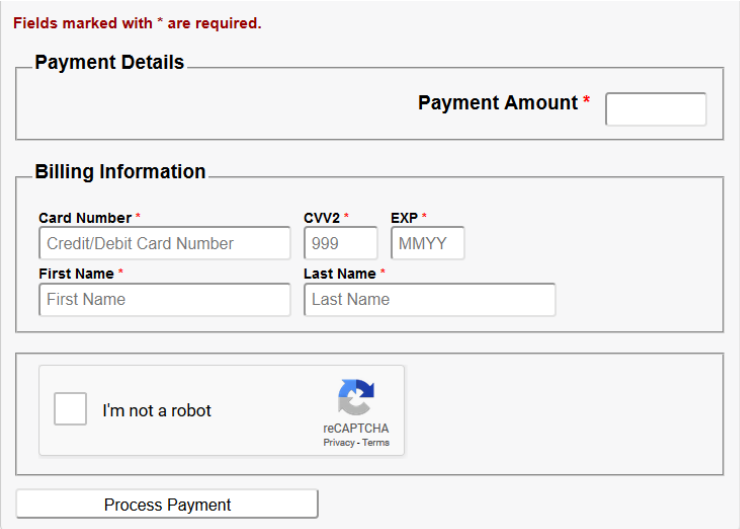 Fields marked with * are required.
Payment Details
Payment Amount *
Billing Information
Card Number * CVV2 * EXP *
Credit/Debit Card Number 999 MMYY
First Name * Last Name *
First Name Last Name
I'm not a robot
reCAPTCHA
Privacy - Terms
Process Payment